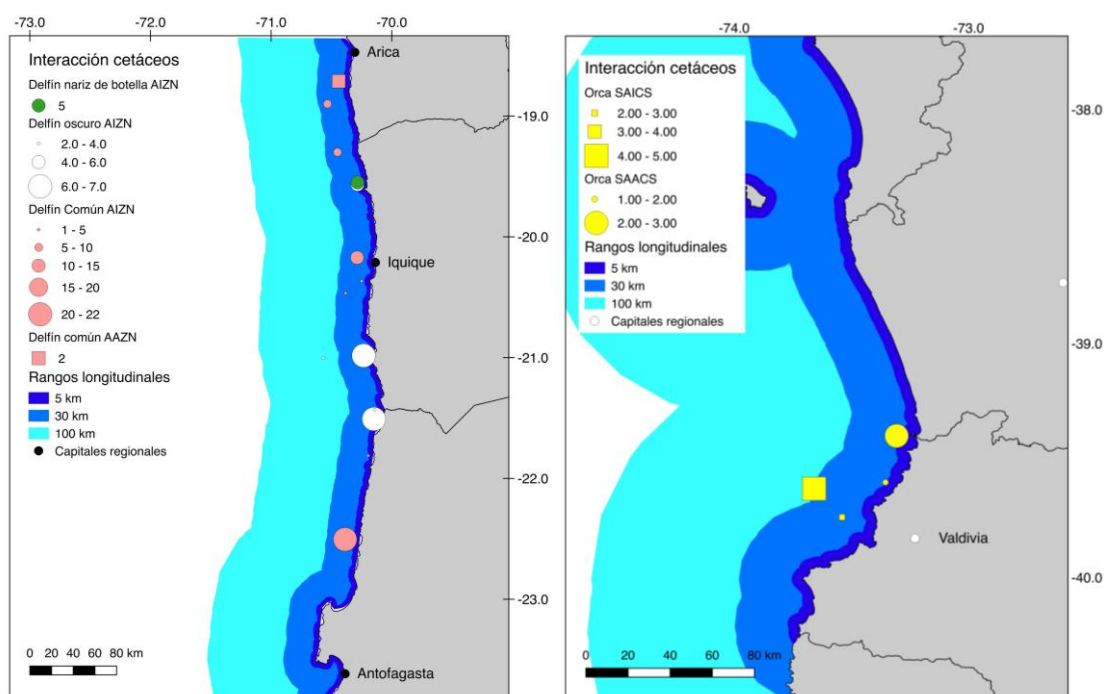 -73.0
-72.0
-71.0
-70.0
Interacción cetáceos
Delfín nariz de botella AIZN
5
Delfín oscuro AIZN
2.0 - 4.0
4.0 - 6.0
6.0 - 7.0
Delfín Común AIZN
1 - 5
5 - 10
10 - 15
15 - 20
20 - 22
Delfín común AAZN
2
Rangos longitudinales
5 km
30 km
100 km
Capitales regionales
Arica
Iquique
Antofagasta
-19.0
-20.0
-21.0
-22.0
-23.0
0 20 40 60 80 km
-74.0
-73.0
Interacción cetáceos
Orca SAICS
2.00 - 3.00
3.00 - 4.00
4.00 - 5.00
Orca SAACS
1.00 - 2.00
2.00 - 3.00
Rangos longitudinales
5 km
30 km
100 km
Capitales regionales
Valdivia
-38.0
-39.0
-40.0
0 20 40 60 80 km